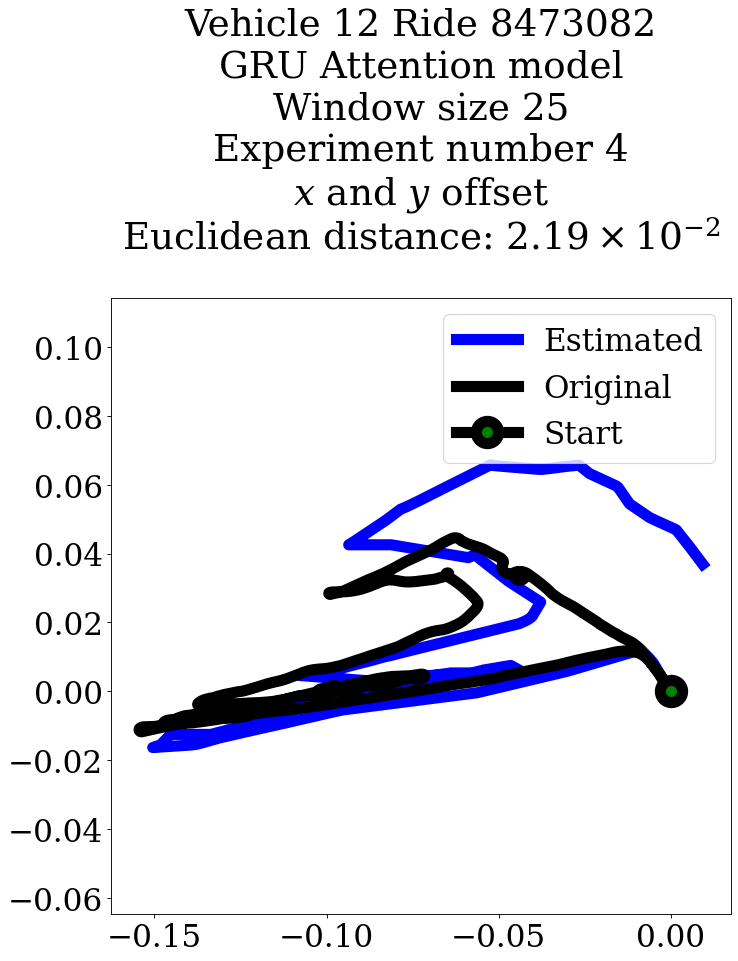 Vehicle 12 Ride 8473082
GRU Attention model
Window size 25
Experiment number 4
x and y offset
Euclidean distance: 2.19 × 10⁻²
Estimated
Original
Start
0.10
0.08
0.06
0.04
0.02
0.00
−0.02
−0.04
−0.06
−0.15 −0.10 −0.05 0.00